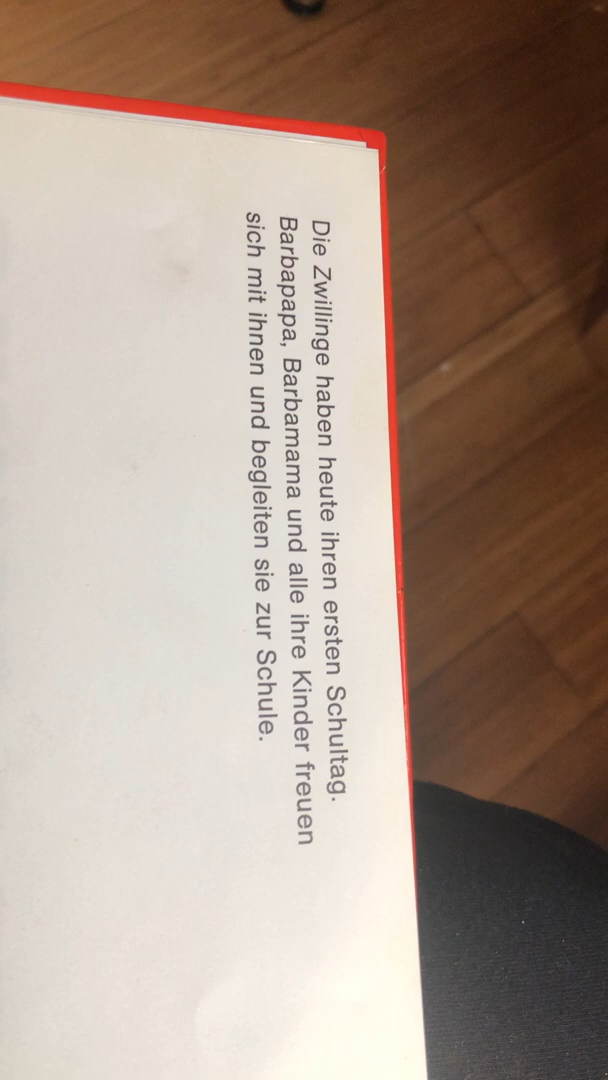 Die Zwillinge haben heute ihren ersten Schultag.
Barbapapa, Barbamama und alle ihre Kinder freuen
sich mit ihnen und begleiten sie zur Schule.